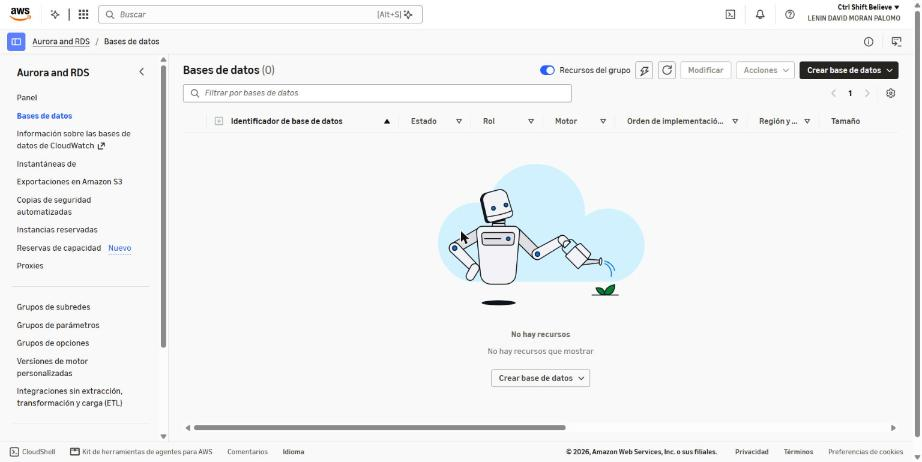 aws
Buscar
[Alt+S]
Ctrl Shift Believe
LENIN DAVID MORAN PALOMO
Aurora and RDS / Bases de datos
Aurora and RDS
Panel
Bases de datos
Información sobre las bases de
datos de CloudWatch
Instantáneas de
Exportaciones en Amazon S3
Copias de seguridad
automatizadas
Instancias reservadas
Reservas de capacidad Nuevo
Proxies
Grupos de subredes
Grupos de parámetros
Grupos de opciones
Versiones de motor
personalizadas
Integraciones sin extracción,
transformación y carga (ETL)
Bases de datos (0)
Recursos del grupo
Modificar
Acciones
Crear base de datos
Filtrar por bases de datos
1
Identificador de base de datos
Estado
Rol
Motor
Orden de implementació...
Región y ...
Tamaño
No hay recursos
No hay recursos que mostrar
Crear base de datos
CloudShell
Kit de herramientas de agentes para AWS
Comentarios
Idioma
© 2026, Amazon Web Services, Inc. o sus filiales.
Privacidad
Términos
Preferencias de cookies